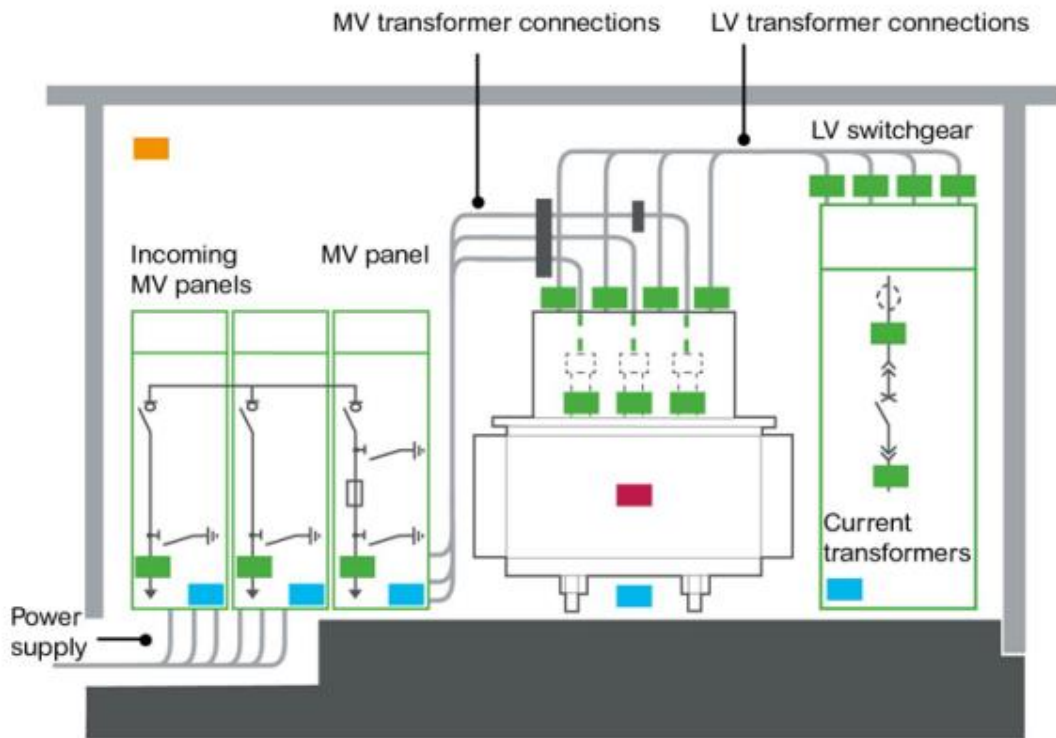 MV transformer connections
LV transformer connections
LV switchgear
Incoming
MV panels
MV panel
Current
transformers
Power
supply